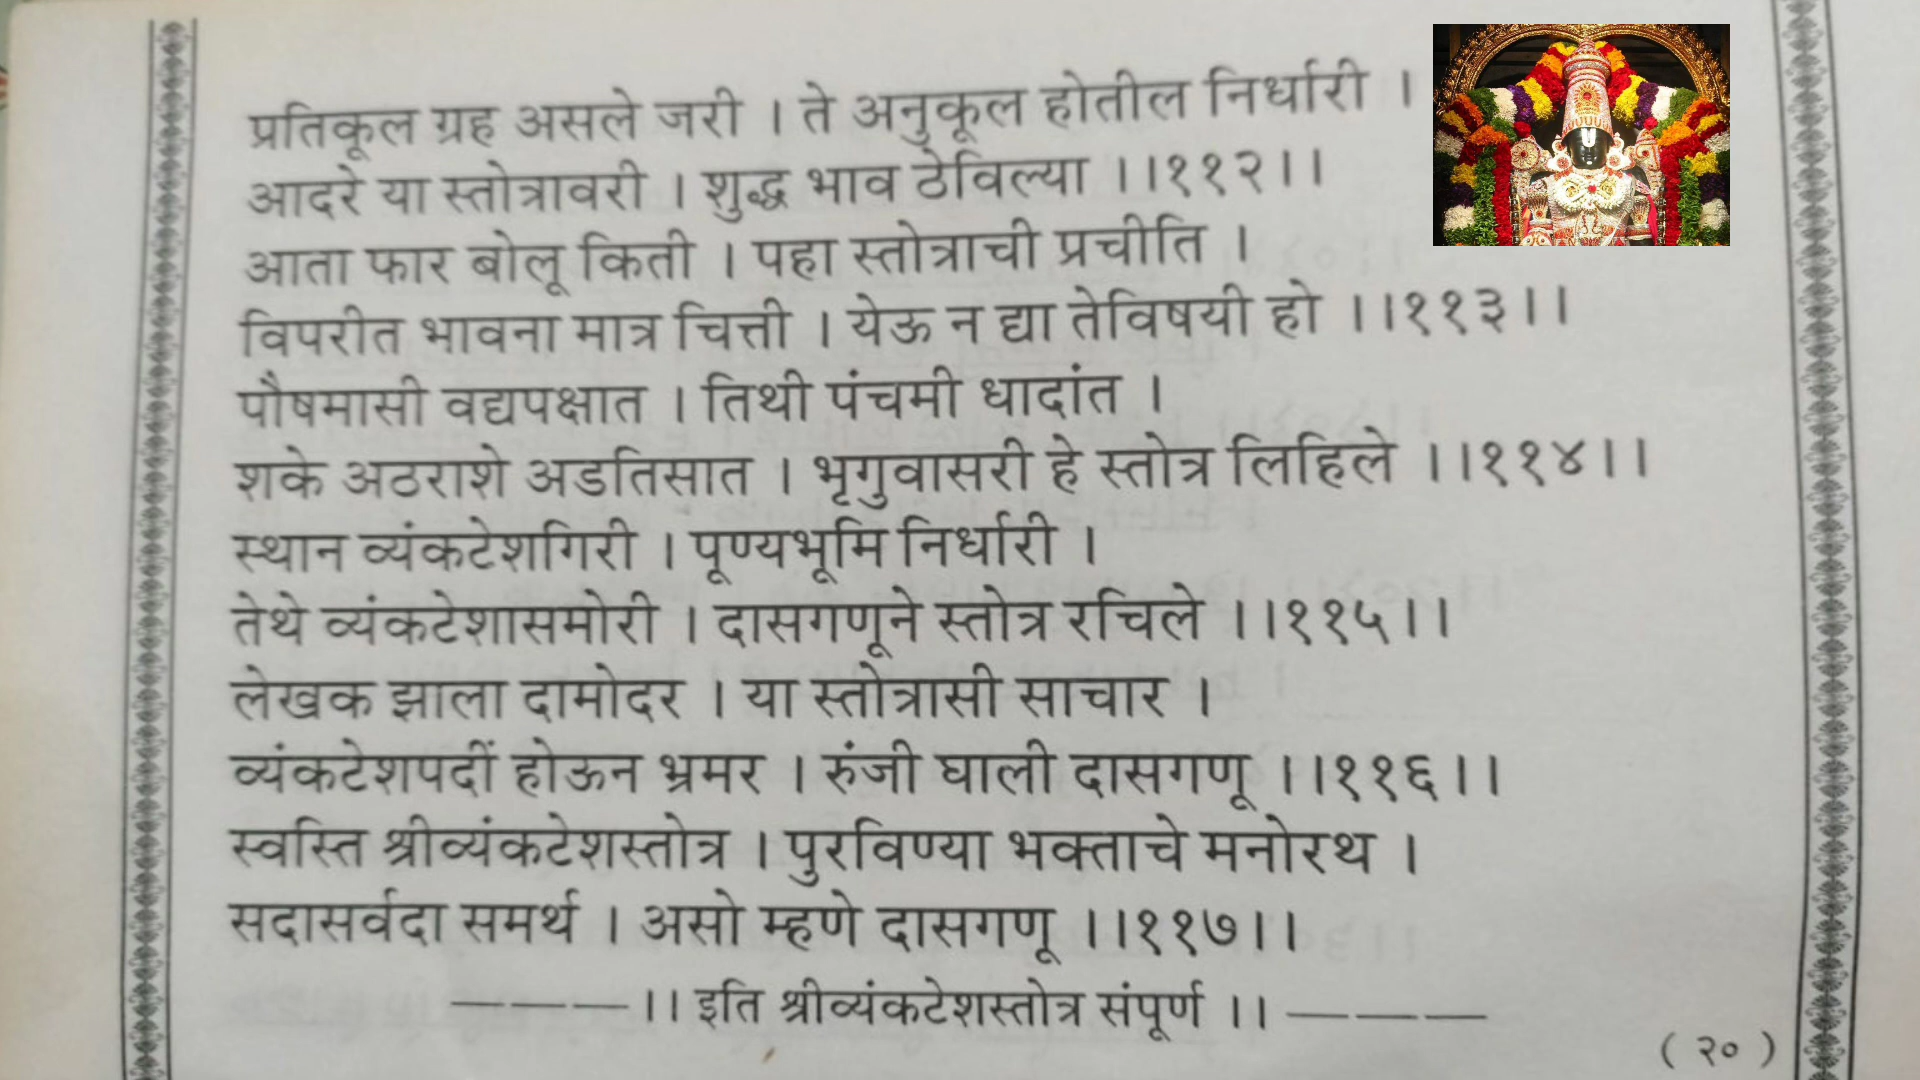 प्रतिकूल ग्रह असले जरी । ते अनुकूल होतील निर्धारी ।
आदरे या स्तोत्रावरी । शुद्ध भाव ठेविल्या ।।११२।।
आता फार बोलू किती । पहा स्तोत्राची प्रचीति ।
विपरीत भावना मात्र चित्ती । येऊ न द्या तेविषयी हो ।।११३।।
पौषमासी वद्यपक्षात । तिथी पंचमी धादांत ।
शके अठराशे अडतिसात । भृगुवासरी हे स्तोत्र लिहिले ।।११४।।
स्थान व्यंकटेशगिरी । पूण्यभूमि निर्धारी ।
तेथे व्यंकटेशासमोरी । दासगणूने स्तोत्र रचिले ।।११५।।
लेखक झाला दामोदर । या स्तोत्रासी साचार ।
व्यंकटेशपदीं होऊन भ्रमर । रुंजी घाली दासगणू ।।११६।।
स्वस्ति श्रीव्यंकटेशस्तोत्र । पुरविण्या भक्ताचे मनोरथ ।
सदासर्वदा समर्थ । असो म्हणे दासगणू ।।११७।।
———।। इति श्रीव्यंकटेशस्तोत्र संपूर्ण ।। ———
( २० )